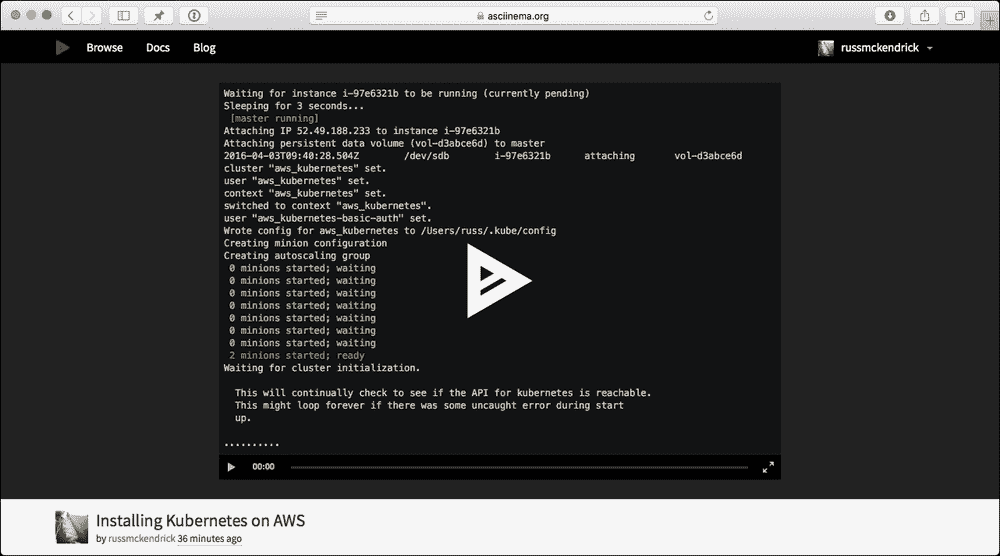 asciinema.org
Browse Docs Blog russmckendrick
Waiting for instance i-97e6321b to be running (currently pending)
Sleeping for 3 seconds...
[master running]
Attaching IP 52.49.188.233 to instance i-97e6321b
Attaching persistent data volume (vol-d3abce6d) to master
2016-04-03T09:40:28.504Z /dev/sdb i-97e6321b attaching vol-d3abce6d
cluster "aws_kubernetes" set.
user "aws_kubernetes" set.
context "aws_kubernetes" set.
switched to context "aws_kubernetes".
user "aws_kubernetes-basic-auth" set.
Wrote config for aws_kubernetes to /Users/russ/.kube/config
Creating minion configuration
Creating autoscaling group
0 minions started; waiting
0 minions started; waiting
0 minions started; waiting
0 minions started; waiting
0 minions started; waiting
0 minions started; waiting
0 minions started; waiting
2 minions started; ready
Waiting for cluster initialization.
This will continually check to see if the API for kubernetes is reachable.
This might loop forever if there was some uncaught error during start
up.
..........
00:00
Installing Kubernetes on AWS
by russmckendrick 36 minutes ago